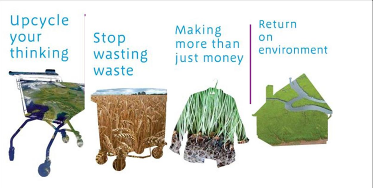 Upcycle
your
thinking
Stop
wasting
waste
Making
more than
just money
Return
on
environment